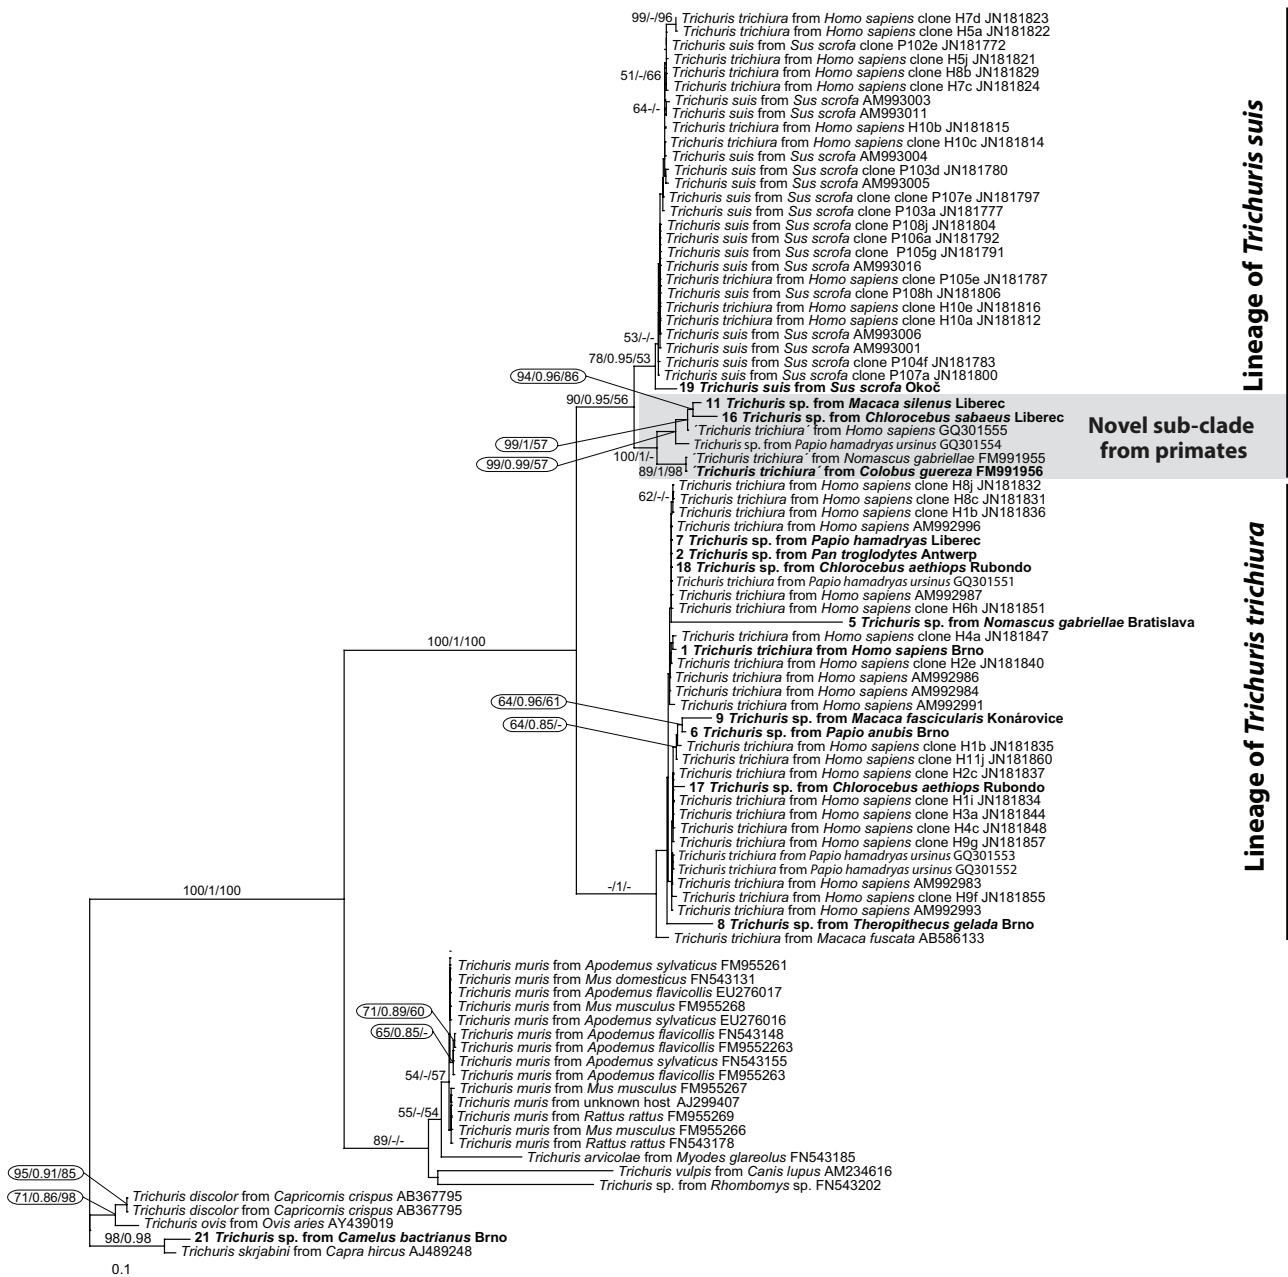 99/-/96
Trichuris trichiura from Homo sapiens clone H7d JN181823
Trichuris trichiura from Homo sapiens clone H5a JN181822
Trichuris suis from Sus scrofa clone P102e JN181772
Trichuris trichiura from Homo sapiens clone H5j JN181821
51/-/66
Trichuris trichiura from Homo sapiens clone H8b JN181829
Trichuris trichiura from Homo sapiens clone H7c JN181824
Trichuris suis from Sus scrofa AM993003
64-/-
Trichuris suis from Sus scrofa AM993011
Trichuris trichiura from Homo sapiens H10b JN181815
Trichuris trichiura from Homo sapiens clone H10c JN181814
Trichuris suis from Sus scrofa AM993004
Trichuris suis from Sus scrofa clone P103d JN181780
Trichuris suis from Sus scrofa AM993005
Trichuris suis from Sus scrofa clone clone P107e JN181797
Trichuris suis from Sus scrofa clone P103a JN181777
Trichuris suis from Sus scrofa clone P108j JN181804
Trichuris suis from Sus scrofa clone P106a JN181792
Trichuris suis from Sus scrofa clone P105g JN181791
Trichuris suis from Sus scrofa AM993016
Trichuris trichiura from Homo sapiens clone P105e JN181787
Trichuris suis from Sus scrofa clone P108h JN181806
Trichuris trichiura from Homo sapiens clone H10e JN181816
Trichuris trichiura from Homo sapiens clone H10a JN181812
Trichuris suis from Sus scrofa AM993006
53/-/-
Trichuris suis from Sus scrofa AM993001
78/0.95/53
Trichuris suis from Sus scrofa clone P104f JN181783
Trichuris suis from Sus scrofa clone P107a JN181800
94/0.96/86
19 Trichuris suis from Sus scrofa Okoč
90/0.95/56
11 Trichuris sp. from Macaca silenus Liberec
16 Trichuris sp. from Chlorocebus sabaeus Liberec
´Trichuris trichiura´ from Homo sapiens GQ301555
99/1/57
Trichuris sp. from Papio hamadryas ursinus GQ301554
100/1/-
´Trichuris trichiura´ from Nomascus gabriellae FM991955
99/0.99/57
89/1/98
´Trichuris trichiura´ from Colobus guereza FM991956
Novel sub-clade
from primates
Lineage of Trichuris suis
Trichuris trichiura from Homo sapiens clone H8j JN181832
62/-/-
Trichuris trichiura from Homo sapiens clone H8c JN181831
Trichuris trichiura from Homo sapiens clone H1b JN181836
Trichuris trichiura from Homo sapiens AM992996
7 Trichuris sp. from Papio hamadryas Liberec
2 Trichuris sp. from Pan troglodytes Antwerp
18 Trichuris sp. from Chlorocebus aethiops Rubondo
Trichuris trichiura from Papio hamadryas ursinus GQ301551
Trichuris trichiura from Homo sapiens AM992987
Trichuris trichiura from Homo sapiens clone H6h JN181851
5 Trichuris sp. from Nomascus gabriellae Bratislava
Trichuris trichiura from Homo sapiens clone H4a JN181847
100/1/100
1 Trichuris trichiura from Homo sapiens Brno
Trichuris trichiura from Homo sapiens clone H2e JN181840
Trichuris trichiura from Homo sapiens AM992986
Trichuris trichiura from Homo sapiens AM992984
64/0.96/61
Trichuris trichiura from Homo sapiens AM992991
9 Trichuris sp. from Macaca fascicularis Konárovice
64/0.85/-
6 Trichuris sp. from Papio anubis Brno
Trichuris trichiura from Homo sapiens clone H1b JN181835
Trichuris trichiura from Homo sapiens clone H11j JN181860
Trichuris trichiura from Homo sapiens clone H2c JN181837
17 Trichuris sp. from Chlorocebus aethiops Rubondo
Trichuris trichiura from Homo sapiens clone H1i JN181834
Trichuris trichiura from Homo sapiens clone H3a JN181844
Trichuris trichiura from Homo sapiens clone H4c JN181848
Trichuris trichiura from Homo sapiens clone H9g JN181857
Trichuris trichiura from Papio hamadryas ursinus GQ301553
Trichuris trichiura from Papio hamadryas ursinus GQ301552
Trichuris trichiura from Homo sapiens AM992983
-/1/-
100/1/100
Trichuris trichiura from Homo sapiens clone H9f JN181855
Trichuris trichiura from Homo sapiens AM992993
8 Trichuris sp. from Theropithecus gelada Brno
Trichuris trichiura from Macaca fuscata AB586133
Lineage of Trichuris trichiura
Trichuris muris from Apodemus sylvaticus FM955261
Trichuris muris from Mus domesticus FN543131
Trichuris muris from Apodemus flavicollis EU276017
71/0.89/60
Trichuris muris from Mus musculus FM955268
Trichuris muris from Apodemus sylvaticus EU276016
65/0.85/-
Trichuris muris from Apodemus flavicollis FN543148
Trichuris muris from Apodemus flavicollis FM9552263
Trichuris muris from Apodemus sylvaticus FN543155
54/-/57
Trichuris muris from Apodemus flavicollis FM955263
Trichuris muris from Mus musculus FM955267
Trichuris muris from unknown host AJ299407
55/-/54
Trichuris muris from Rattus rattus FM955269
Trichuris muris from Mus musculus FM955266
89/-/-
Trichuris muris from Rattus rattus FN543178
Trichuris arvicolae from Myodes glareolus FN543185
95/0.91/85
Trichuris vulpis from Canis lupus AM234616
Trichuris sp. from Rhombomys sp. FN543202
71/0.86/98
Trichuris discolor from Capricornis crispus AB367795
Trichuris discolor from Capricornis crispus AB367795
Trichuris ovis from Ovis aries AY439019
98/0.98
21 Trichuris sp. from Camelus bactrianus Brno
Trichuris skrjabini from Capra hircus AJ489248
0.1